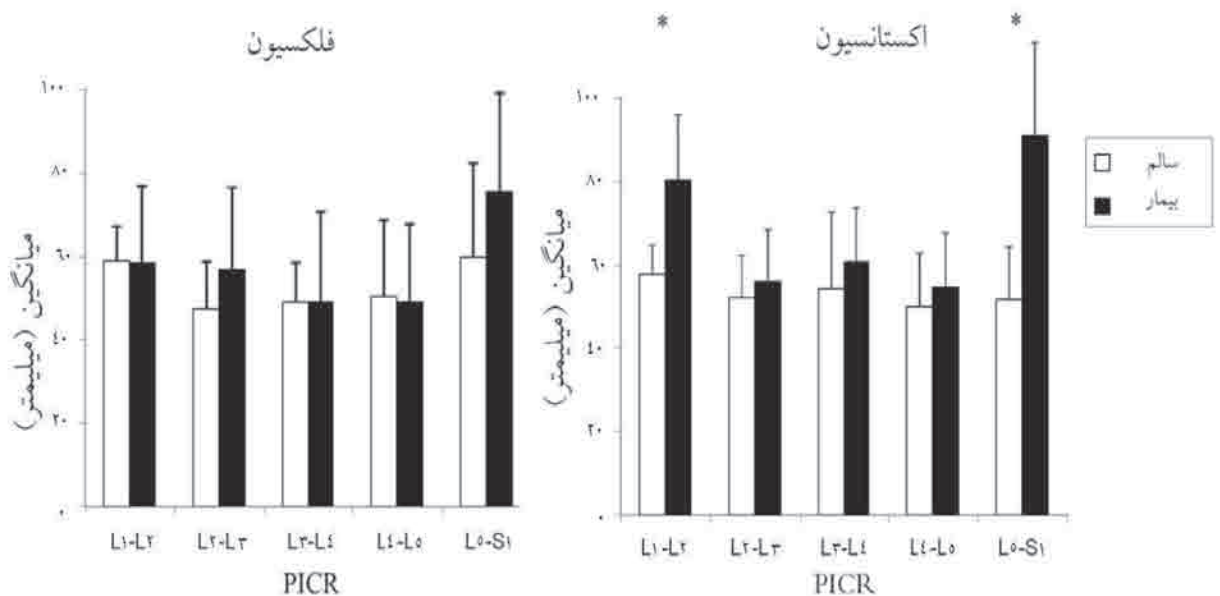 فلکسیون
میانگین (میلیمتر)
۱۰۰
۸۰
۶۰
٤۰
۲۰
۰
L۱-L۲
L۲-L۳
L۳-L٤
L٤-L٥
L٥-S۱
PICR
* *
اکستانسیون
میانگین (میلیمتر)
۱۰۰
۸۰
۶۰
٤۰
۲۰
۰
L۱-L۲
L۲-L۳
L۳-L٤
L٤-L٥
L٥-S۱
PICR
سالم
بیمار